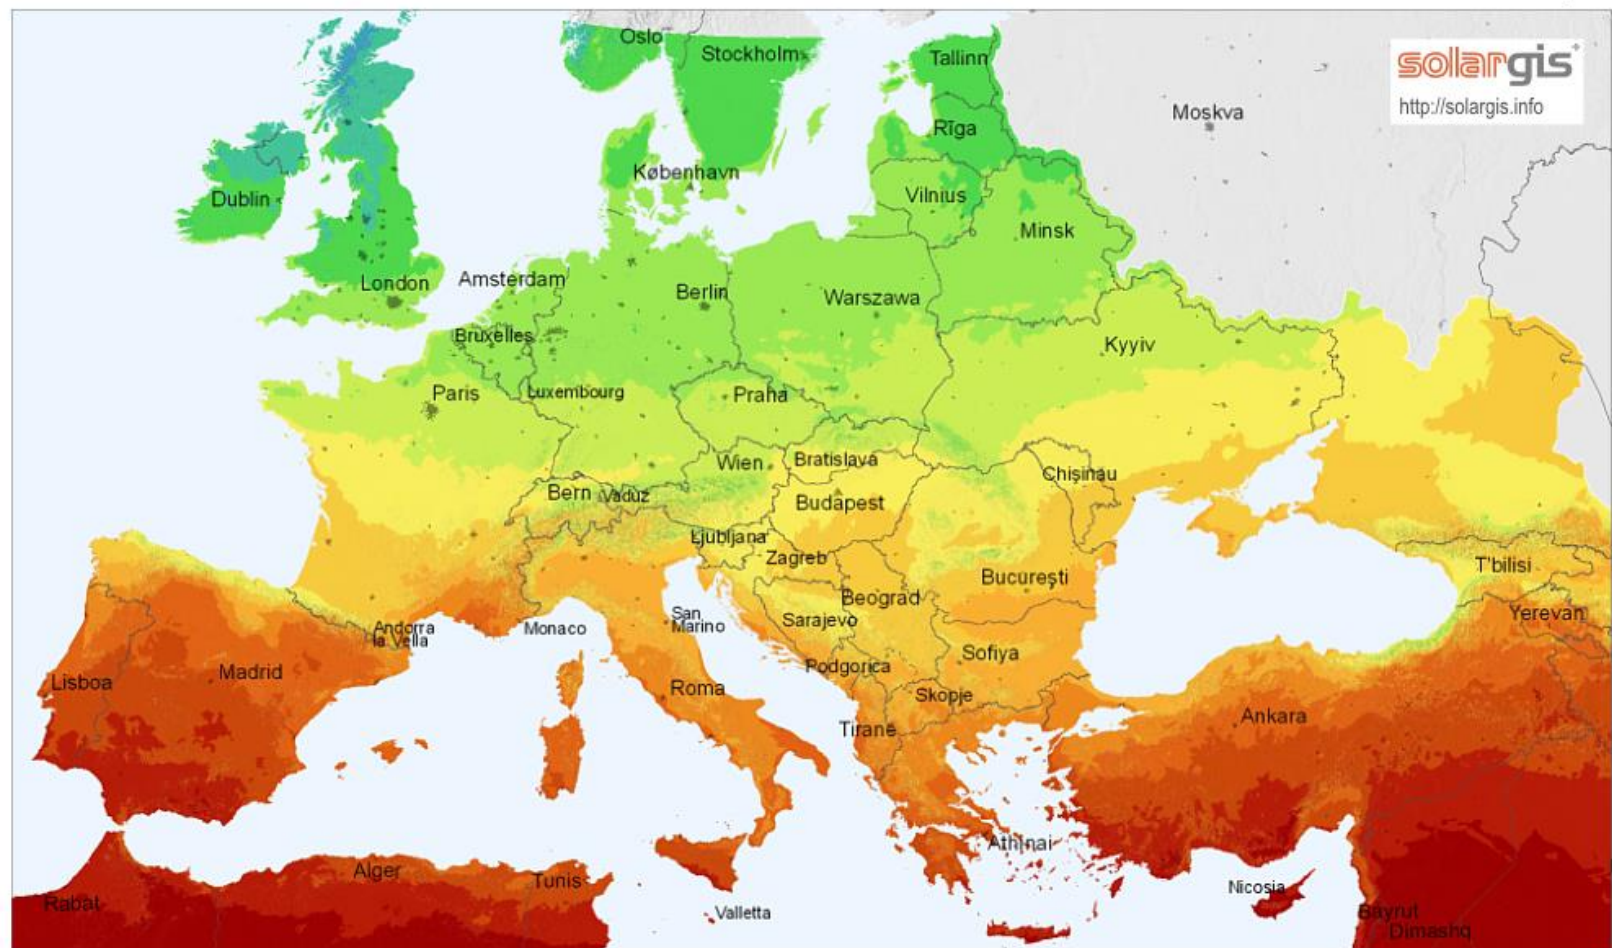 Oslo
Stockholm
Tallinn
solargis
http://solargis.info
Moskva
Rīga
København
Dublin
Vilnius
Minsk
London
Amsterdam
Berlin
Warszawa
Bruxelles
Kyyiv
Paris
Luxembourg
Praha
Wien
Bratislava
Chișinau
Bern
Vaduz
Budapest
Ljubljana
Zagreb
T'bilisi
București
Beograd
San
Marino
Sarajevo
Yerevan
Andorra
la Vella
Monaco
Sofiya
Podgorica
Madrid
Lisboa
Roma
Skopje
Ankara
Tirane
Athinai
Alger
Tunis
Nicosia
Rabat
Valletta
Bayrut
Dimashq